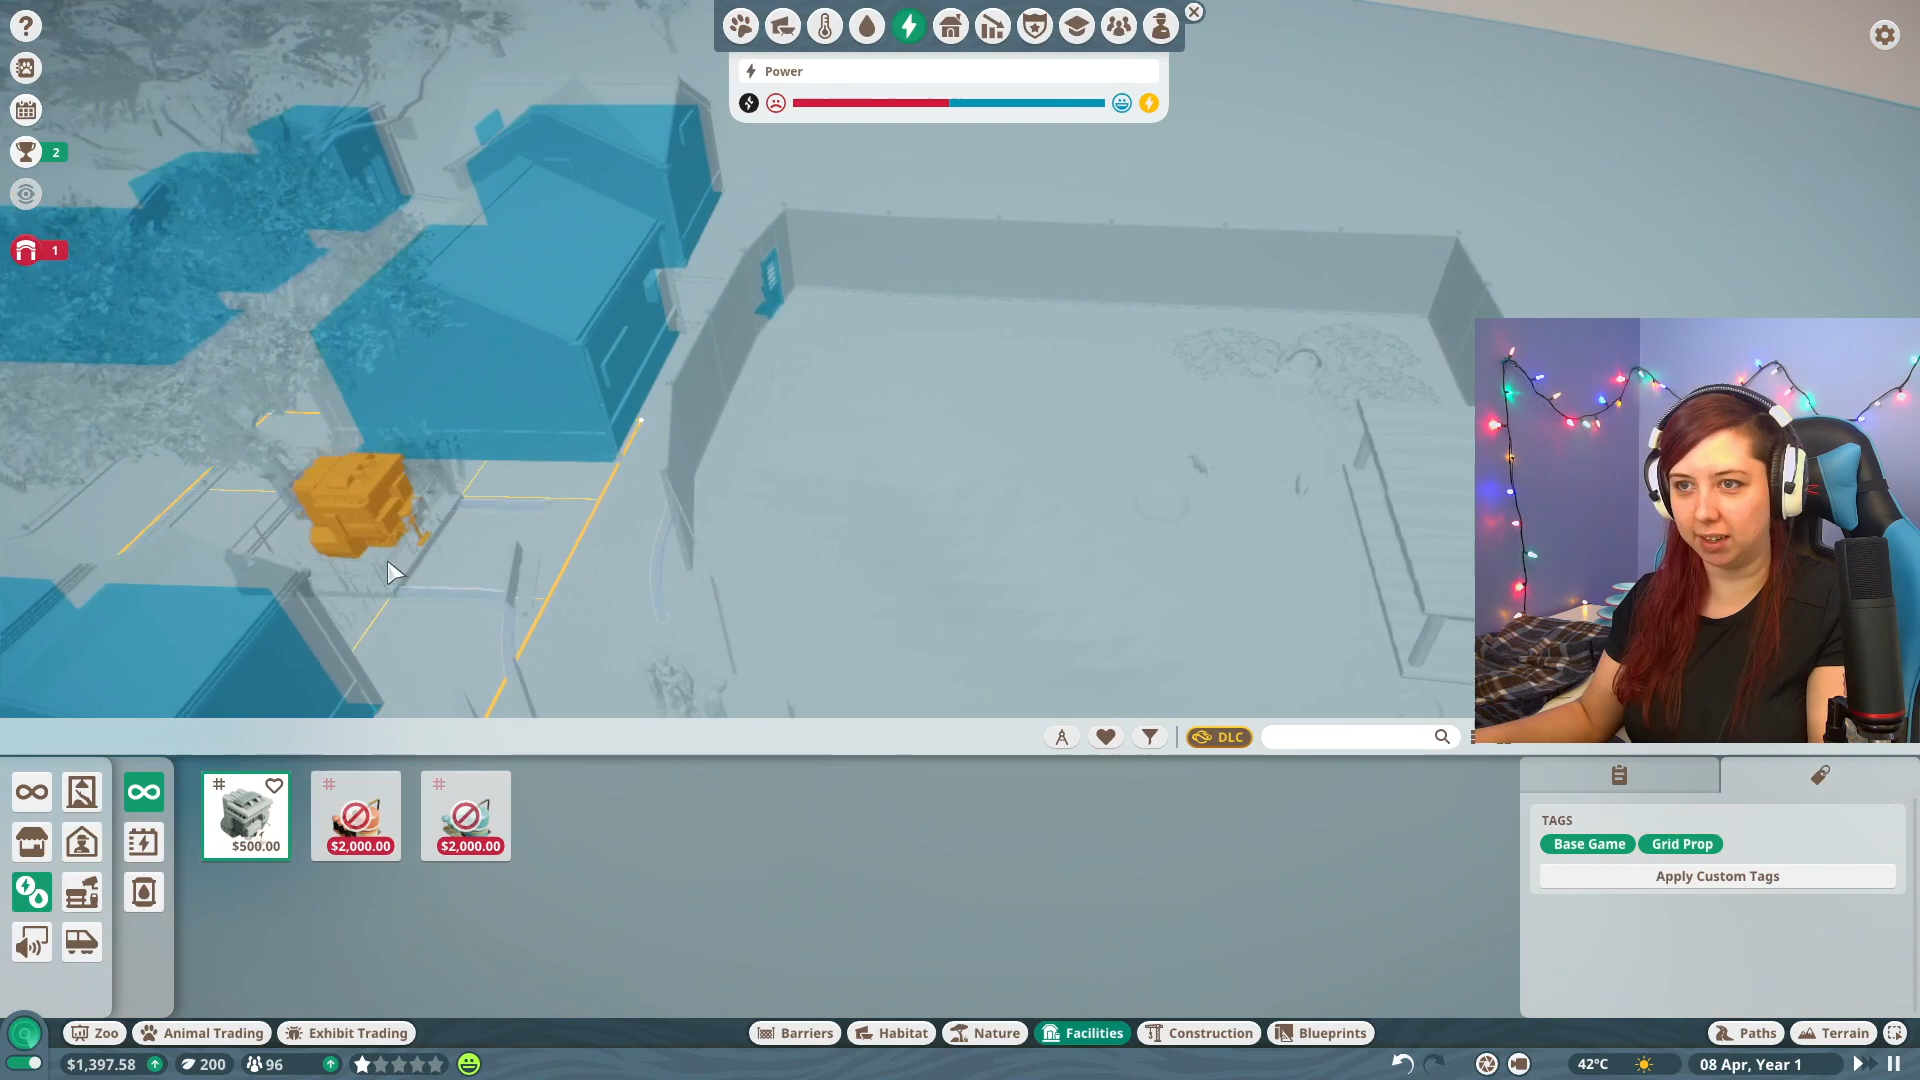 ?
Power
2
1
DLC
$500.00
$2,000.00
$2,000.00
TAGS
Base Game
Grid Prop
Apply Custom Tags
Zoo
Animal Trading
Exhibit Trading
Barriers
Habitat
Nature
Facilities
Construction
Blueprints
Paths
Terrain
$1,397.58
200
96
42°C
08 Apr, Year 1